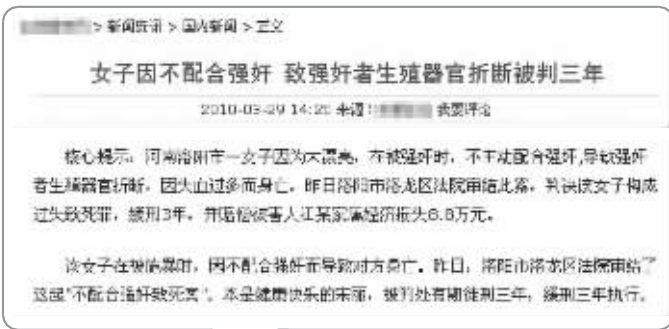 > 新闻资讯 > 国内新闻 > 正文
女子因不配合强奸 致强奸者生殖器官折断被判三年
2010-03-29 14:20 来源: 我要评论
核心提示：河南洛阳市一女子因为太漂亮，在被强奸时，不主动配合强奸,导致强奸
者生殖器官折断，因失血过多而身亡。昨日洛阳市洛龙区法院审结此案，判决该女子构成
过失致死罪，缓刑3年，并赔偿被害人江某家属经济损失6.8万元。
该女子在被施暴时，因不配合强奸而导致对方身亡。昨日，洛阳市洛龙区法院审结了
这起"不配合强奸致死案"。本是健康快乐的宋丽，被判处有期徒刑三年，缓刑三年执行。